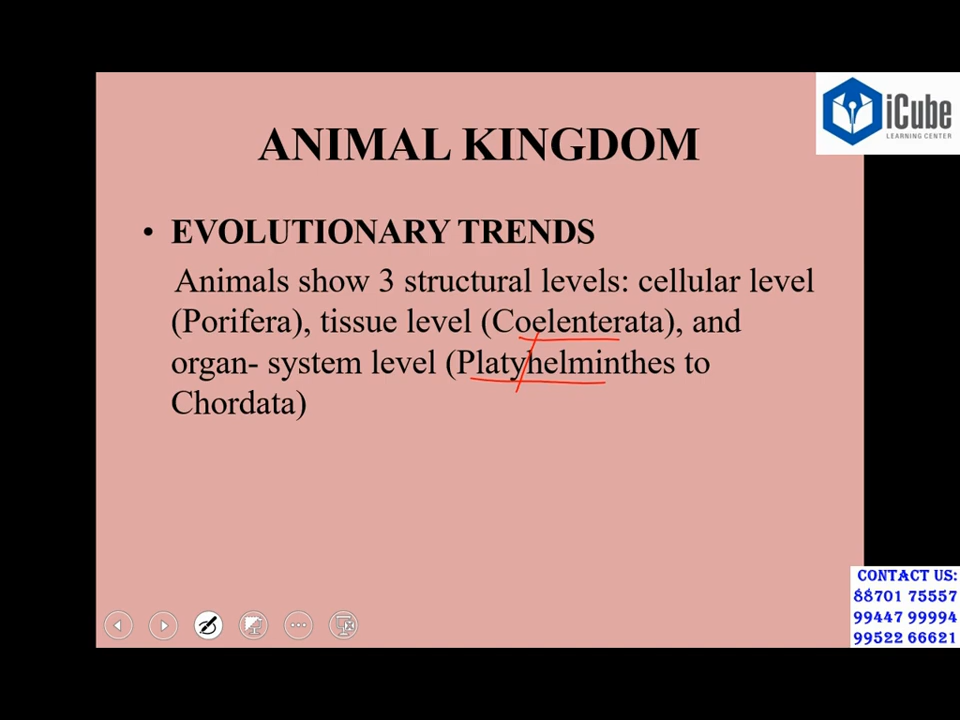 iCube
LEARNING CENTER
ANIMAL KINGDOM
• EVOLUTIONARY TRENDS
Animals show 3 structural levels: cellular level
(Porifera), tissue level (Coelenterata), and
organ- system level (Platyhelminthes to
Chordata)
CONTACT US:
88701 75557
99447 99994
99522 66621